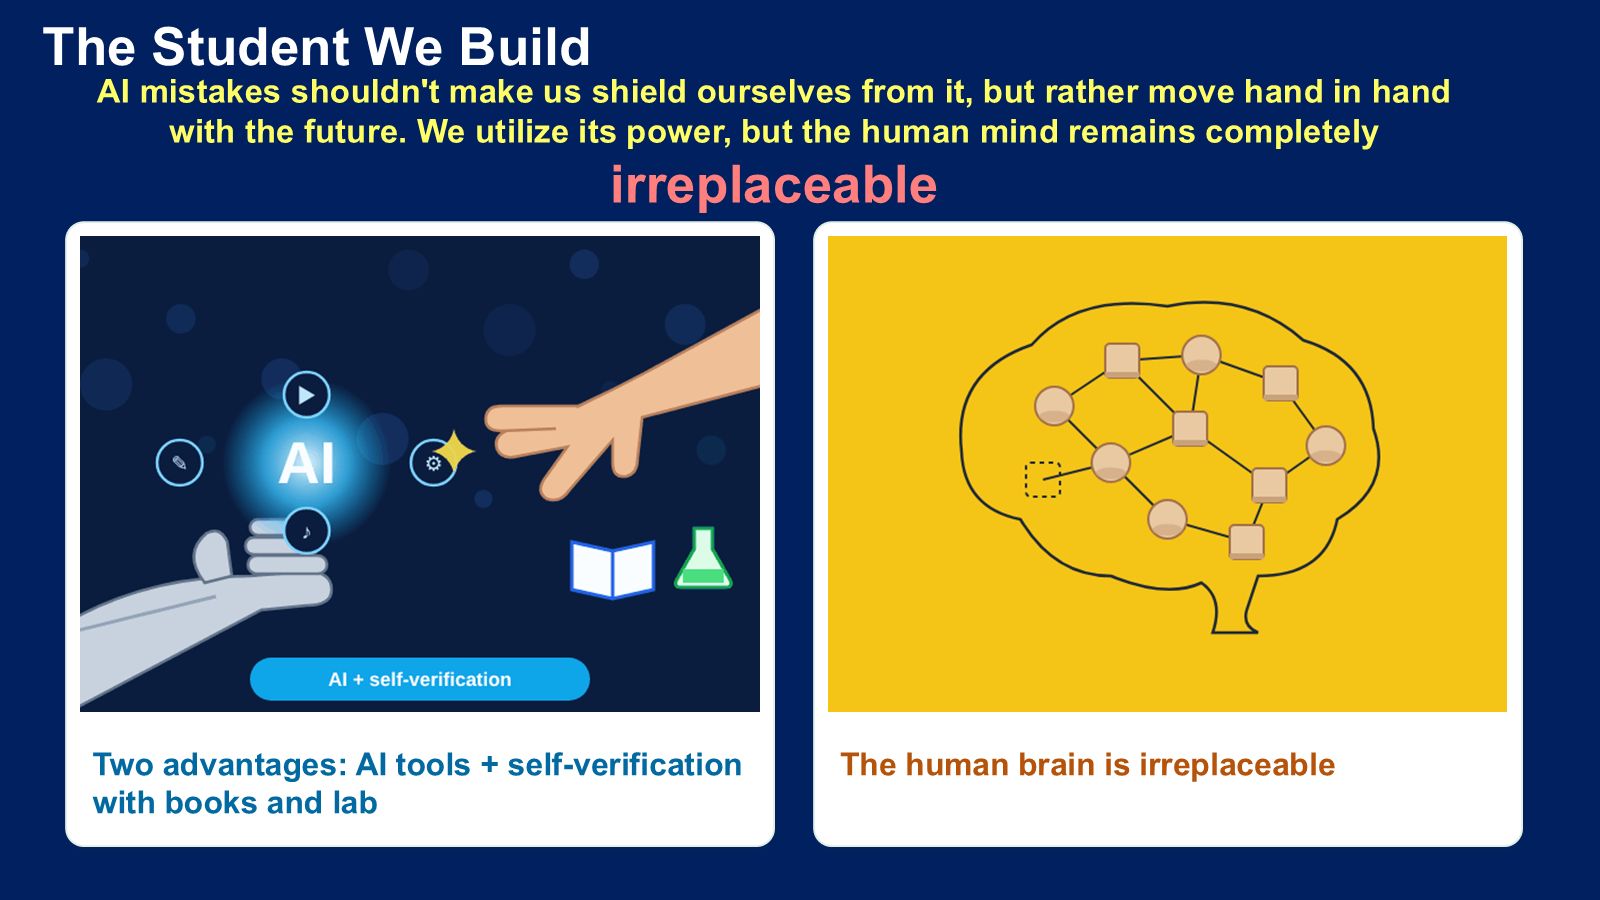 The Student We Build
AI mistakes shouldn't make us shield ourselves from it, but rather move hand in hand
with the future. We utilize its power, but the human mind remains completely
irreplaceable
AI
AI + self-verification
Two advantages: AI tools + self-verification
with books and lab
The human brain is irreplaceable